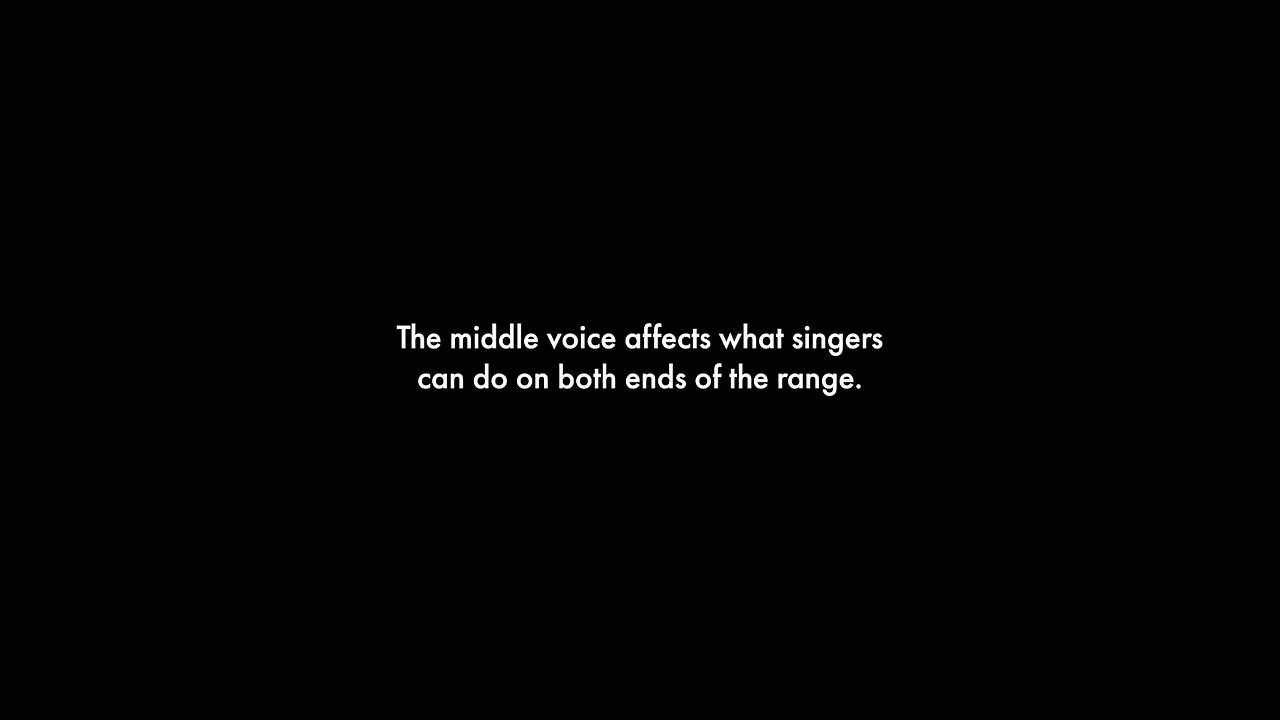 The middle voice affects what singers
can do on both ends of the range.